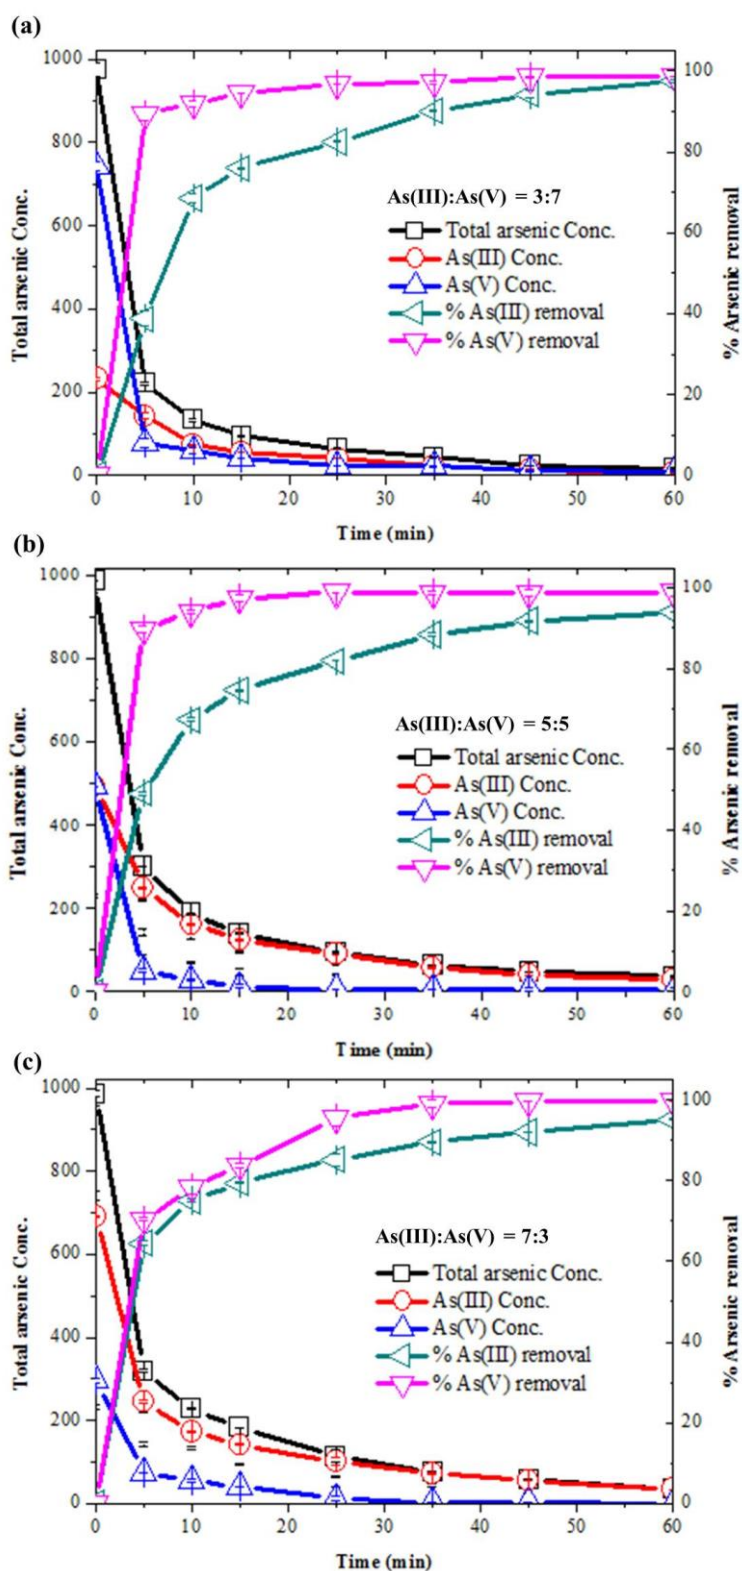 (a)
1000
800
600
400
200
0
Total arsenic Conc.
100
80
60
40
20
0
% Arsenic removal
As(III):As(V) = 3:7
Total arsenic Conc.
As(III) Conc.
As(V) Conc.
% As(III) removal
% As(V) removal
0 10 20 30 40 50 60
Time (min)
(b)
1000
800
600
400
200
0
Total arsenic Conc.
100
80
60
40
20
0
% Arsenic removal
As(III):As(V) = 5:5
Total arsenic Conc.
As(III) Conc.
As(V) Conc.
% As(III) removal
% As(V) removal
0 10 20 30 40 50 60
Time (min)
(c)
1000
800
600
400
200
0
Total arsenic Conc.
100
80
60
40
20
0
% Arsenic removal
As(III):As(V) = 7:3
Total arsenic Conc.
As(III) Conc.
As(V) Conc.
% As(III) removal
% As(V) removal
0 10 20 30 40 50 60
Time (min)